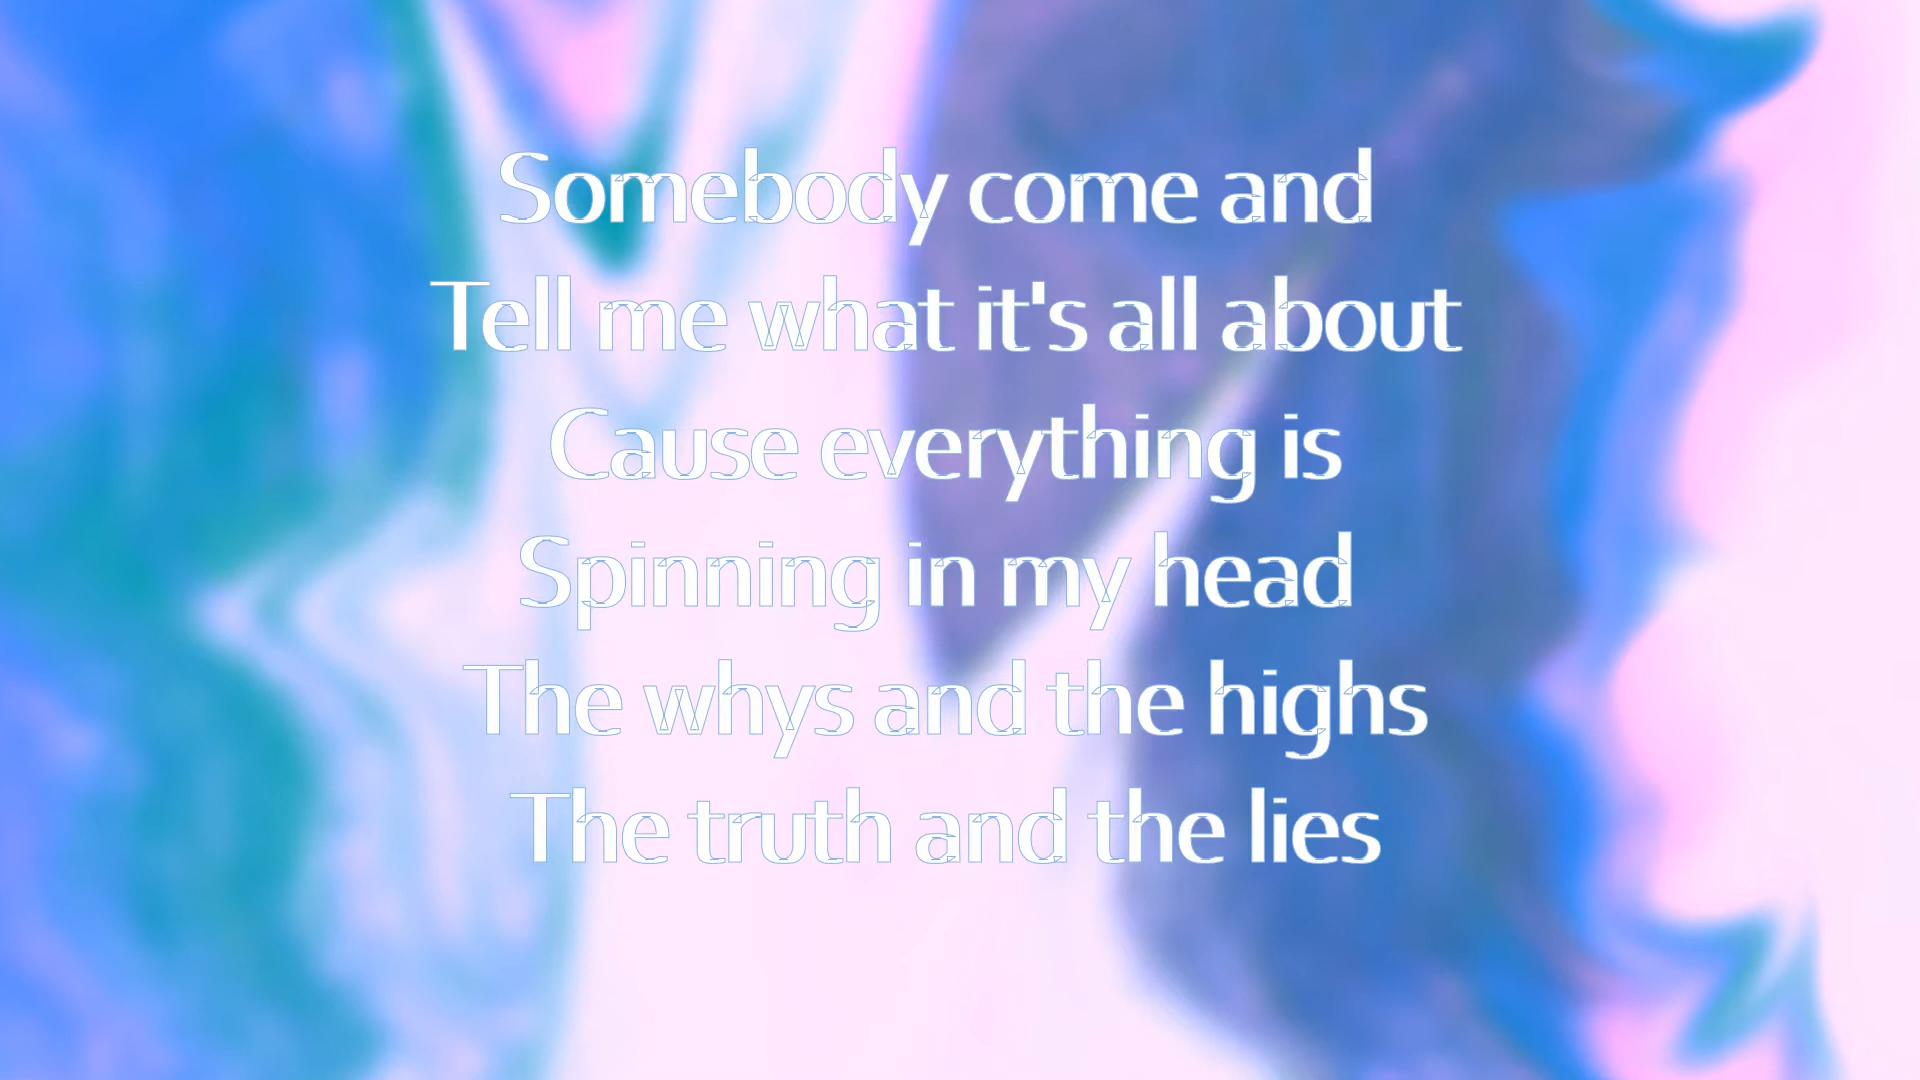 Somebody come and
Tell me what it's all about
Cause everything is
Spinning in my head
The whys and the highs
The truth and the lies